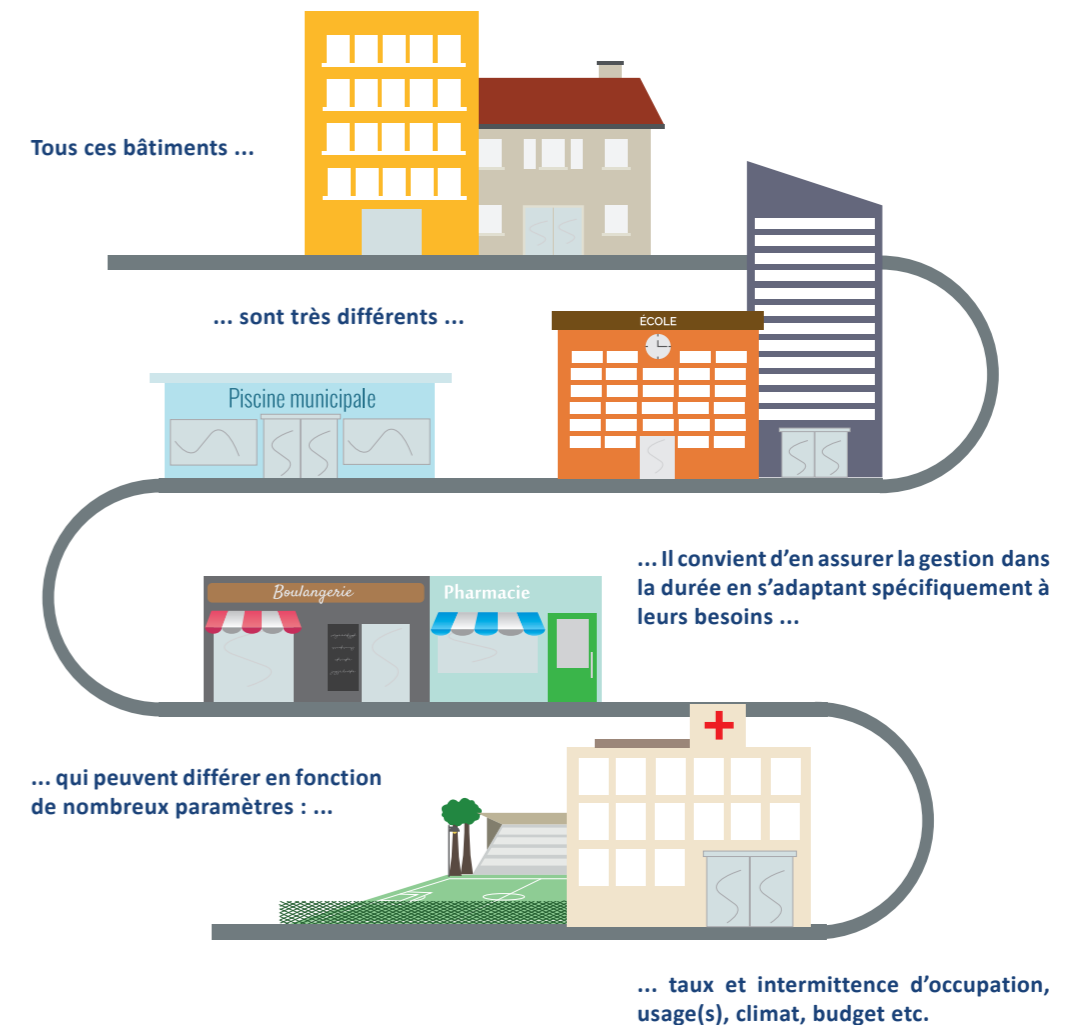 Tous ces bâtiments ...
... sont très différents ...
ÉCOLE
Piscine municipale
... Il convient d'en assurer la gestion dans
la durée en s'adaptant spécifiquement à
leurs besoins ...
Boulangerie
Pharmacie
... qui peuvent différer en fonction
de nombreux paramètres : ...
... taux et intermittence d'occupation,
usage(s), climat, budget etc.